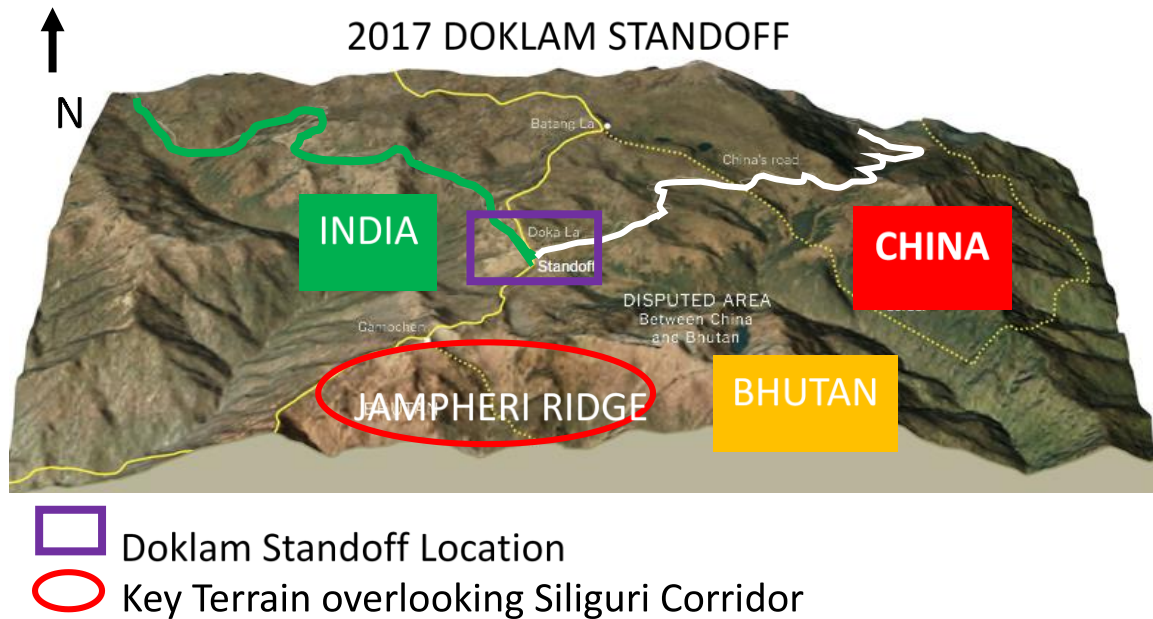 2017 DOKLAM STANDOFF
N
Batang La
China's road
INDIA
Doka La
CHINA
Standoff
DISPUTED AREA
Between China
and Bhutan
Gamochen
JAMPHERI RIDGE
BHUTAN
BHUTAN
Doklam Standoff Location
Key Terrain overlooking Siliguri Corridor